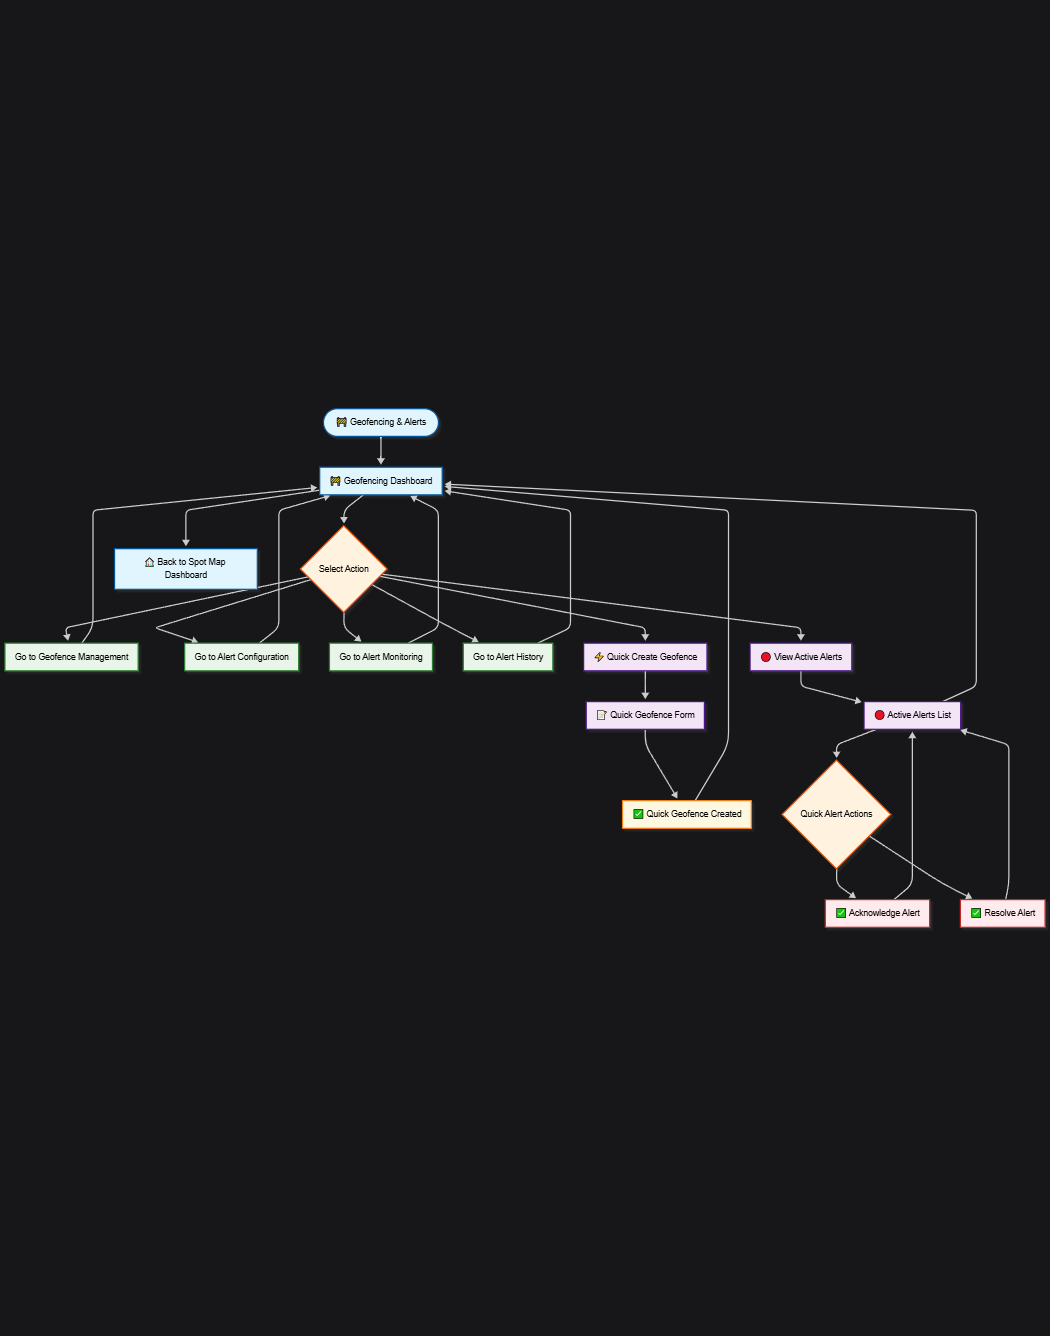 🚧 Geofencing & Alerts
🚧 Geofencing Dashboard
🏠 Back to Spot Map
Dashboard
Select Action
Go to Geofence Management
Go to Alert Configuration
Go to Alert Monitoring
Go to Alert History
⚡ Quick Create Geofence
🔴 View Active Alerts
📝 Quick Geofence Form
🔴 Active Alerts List
✅ Quick Geofence Created
Quick Alert Actions
✅ Acknowledge Alert
✅ Resolve Alert